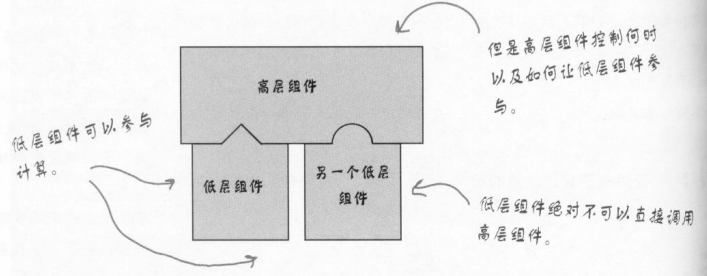 但是高层组件控制何时
以及如何让低层组件参
与。
高层组件
低层组件可以参与
计算。
低层组件
另一个低层
组件
低层组件绝对不可以直接调用
高层组件。